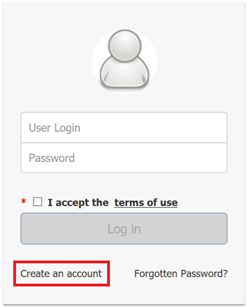 User Login
Password
* I accept the terms of use
Log in
Create an account Forgotten Password?